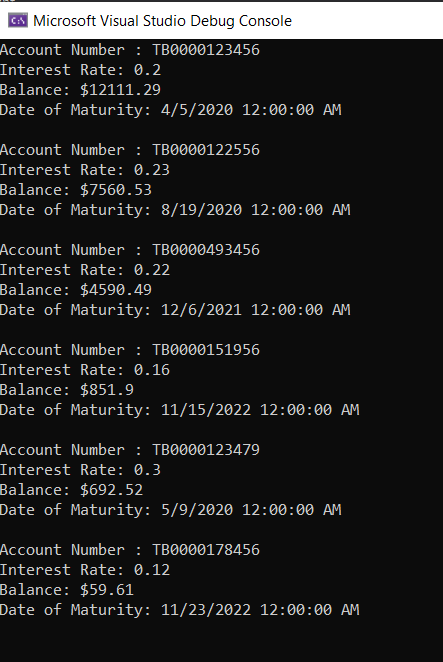 Microsoft Visual Studio Debug Console
Account Number : TB0000123456
Interest Rate: 0.2
Balance: $12111.29
Date of Maturity: 4/5/2020 12:00:00 AM
Account Number : TB0000122556
Interest Rate: 0.23
Balance: $7560.53
Date of Maturity: 8/19/2020 12:00:00 AM
Account Number : TB0000493456
Interest Rate: 0.22
Balance: $4590.49
Date of Maturity: 12/6/2021 12:00:00 AM
Account Number : TB0000151956
Interest Rate: 0.16
Balance: $851.9
Date of Maturity: 11/15/2022 12:00:00 AM
Account Number : TB0000123479
Interest Rate: 0.3
Balance: $692.52
Date of Maturity: 5/9/2020 12:00:00 AM
Account Number : TB0000178456
Interest Rate: 0.12
Balance: $59.61
Date of Maturity: 11/23/2022 12:00:00 AM